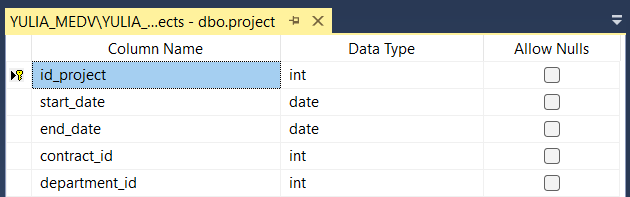 YULIA_MEDV\YULIA_...ects - dbo.project
Column Name Data Type Allow Nulls
id_project int
start_date date
end_date date
contract_id int
department_id int